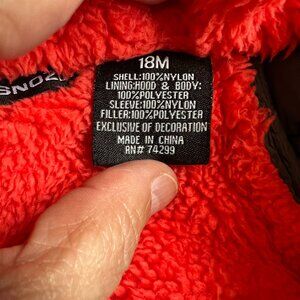 18M
SHELL:100%NYLON
LINING:HOOD & BODY:
100%POLYESTER
SLEEVE:100%NYLON
FILLER:100%POLYESTER
EXCLUSIVE OF DECORATION
MADE IN CHINA
RN# 74299